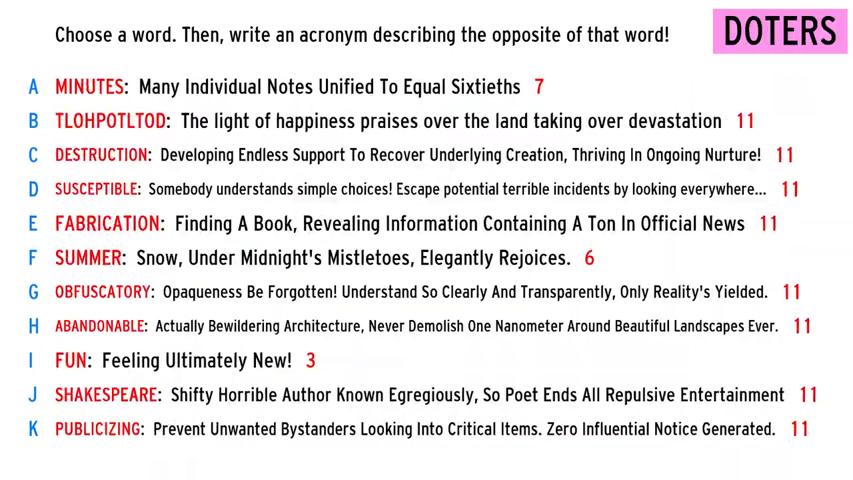 Choose a word. Then, write an acronym describing the opposite of that word!
DOTERS
A MINUTES: Many Individual Notes Unified To Equal Sixtieths 7
B TLOHPOTLTOD: The light of happiness praises over the land taking over devastation 11
C DESTRUCTION: Developing Endless Support To Recover Underlying Creation, Thriving In Ongoing Nurture! 11
D SUSCEPTIBLE: Somebody understands simple choices! Escape potential terrible incidents by looking everywhere... 11
E FABRICATION: Finding A Book, Revealing Information Containing A Ton In Official News 11
F SUMMER: Snow, Under Midnight's Mistletoes, Elegantly Rejoices. 6
G OBFUSCATORY: Opaqueness Be Forgotten! Understand So Clearly And Transparently, Only Reality's Yielded. 11
H ABANDONABLE: Actually Bewildering Architecture, Never Demolish One Nanometer Around Beautiful Landscapes Ever. 11
I FUN: Feeling Ultimately New! 3
J SHAKESPEARE: Shifty Horrible Author Known Egregiously, So Poet Ends All Repulsive Entertainment 11
K PUBLICIZING: Prevent Unwanted Bystanders Looking Into Critical Items. Zero Influential Notice Generated. 11